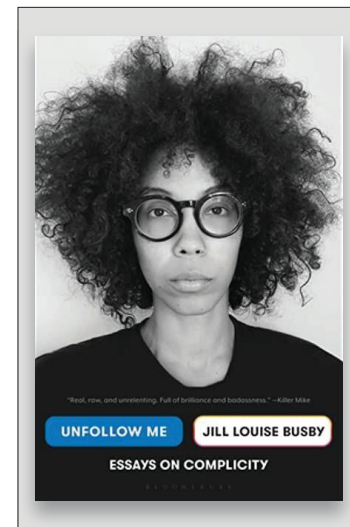 "Real, raw, and unrelenting. Full of brilliance and badassness." —Killer Mike
UNFOLLOW ME
JILL LOUISE BUSBY
ESSAYS ON COMPLICITY
BLOOMSBURY